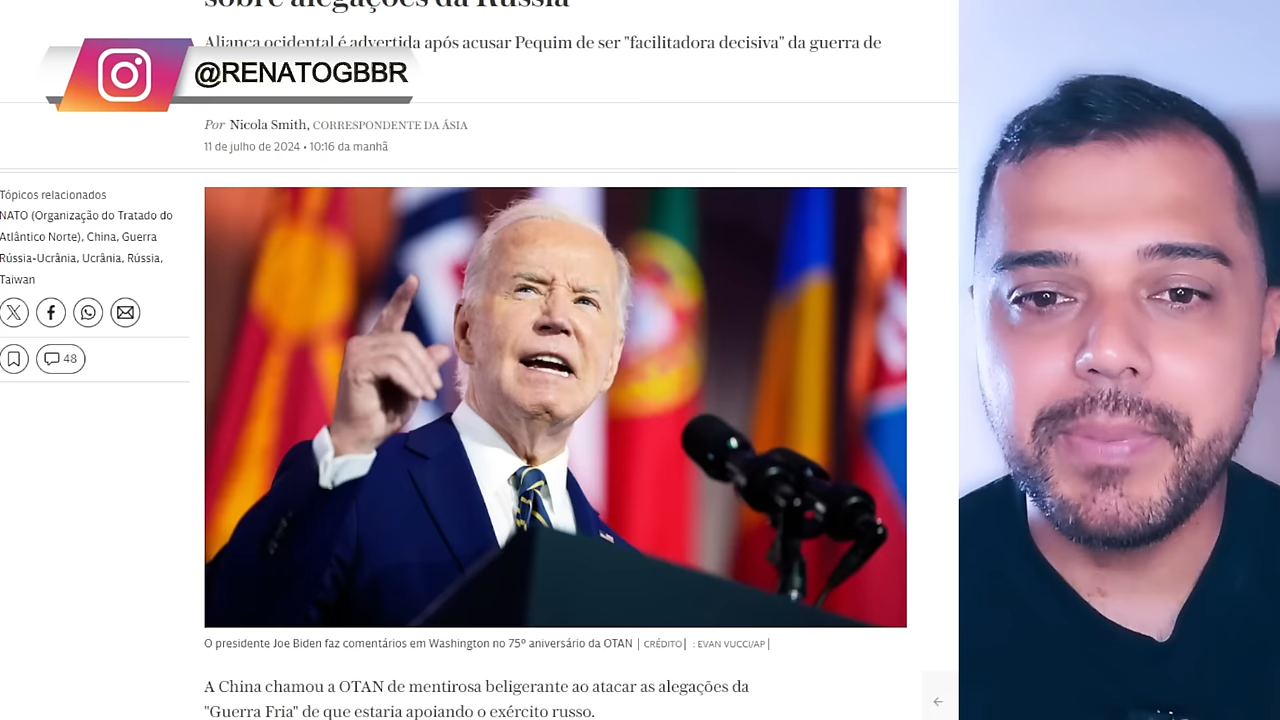 sobre alegações da Rússia
Aliança ocidental é advertida após acusar Pequim de ser "facilitadora decisiva" da guerra de
@RENATOGBBR
Por Nicola Smith, CORRESPONDENTE DA ÁSIA
11 de julho de 2024 • 10:16 da manhã
Tópicos relacionados
NATO (Organização do Tratado do
Atlântico Norte), China, Guerra
Rússia-Ucrânia, Ucrânia, Rússia,
Taiwan
48
O presidente Joe Biden faz comentários em Washington no 75º aniversário da OTAN | CRÉDITO| : EVAN VUCCI/AP |
A China chamou a OTAN de mentirosa beligerante ao atacar as alegações da
"Guerra Fria" de que estaria apoiando o exército russo.